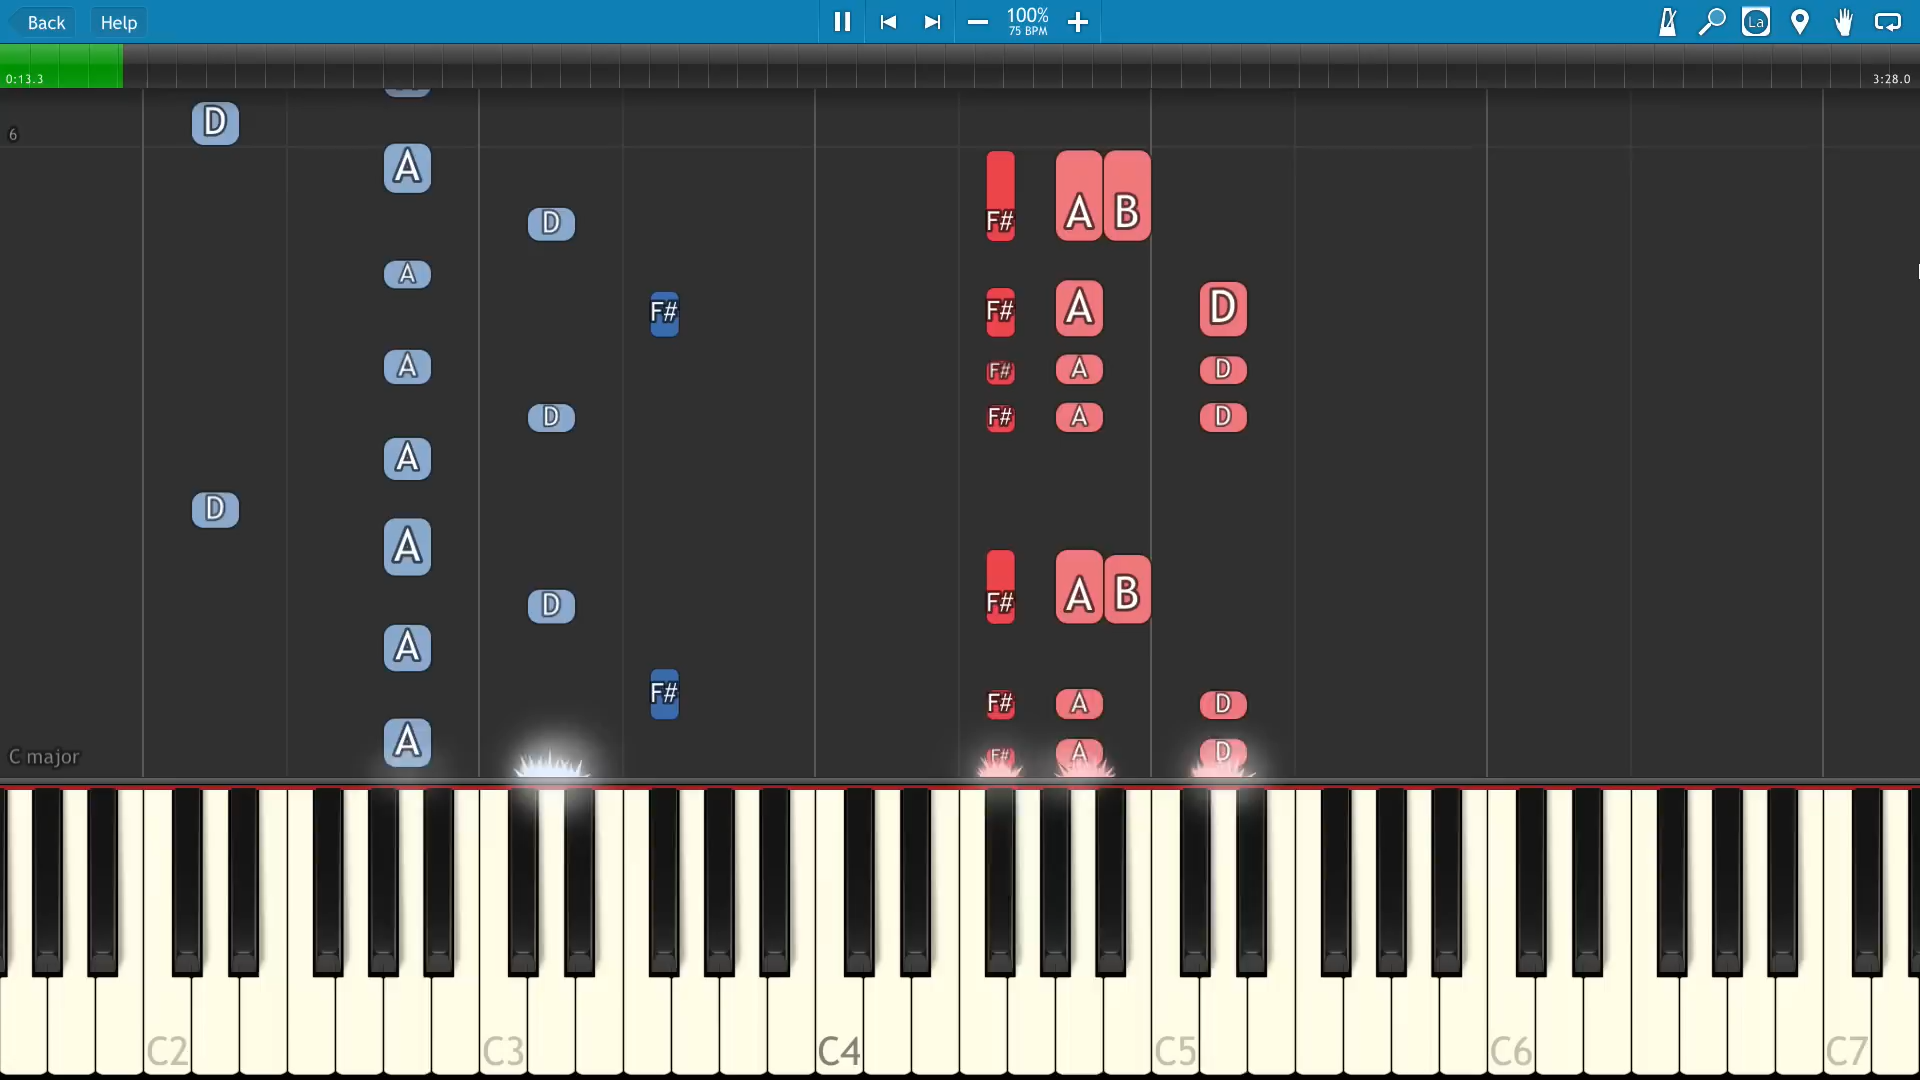 Back Help 100% La
75 BPM
0:13.3 3:28.0
D
6
A
F# A B
D
A
F# F# A D
A F# A D
D F# A D
A
D
A
D F# A B
A
F# F# A D
A F# A D
C major
C2 C3 C4 C5 C6 C7